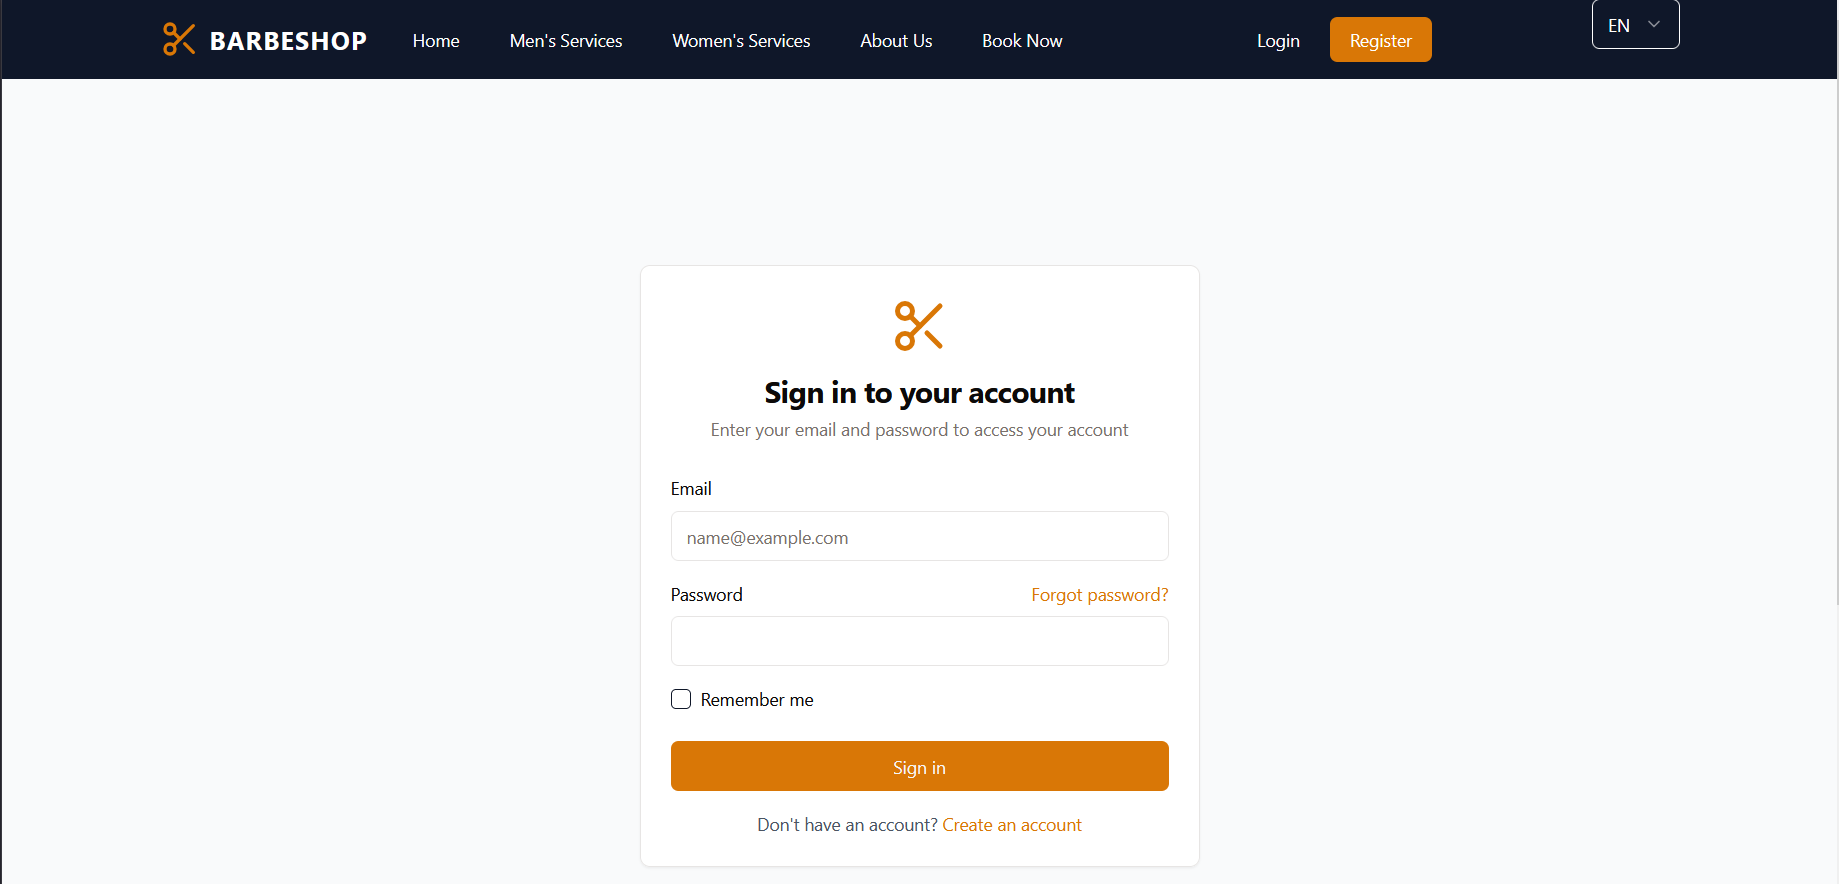 BARBESHOP Home Men's Services Women's Services About Us Book Now Login Register EN
Sign in to your account
Enter your email and password to access your account
Email
name@example.com
Password Forgot password?
Remember me
Sign in
Don't have an account? Create an account